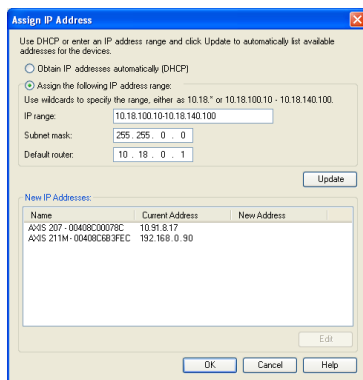 Assign IP Address
Use DHCP or enter an IP address range and click Update to automatically list available
addresses for the devices.
Obtain IP addresses automatically (DHCP)
Assign the following IP address range:
Use wildcards to specify the range, either as 10.18.* or 10.18.100.10 - 10.18.140.100.
IP range: 10.18.100.10-10.18.140.100
Subnet mask: 255 . 255 . 0 . 0
Default router: 10 . 18 . 0 . 1
Update
New IP Addresses:
Name Current Address New Address
AXIS 207 - 00408C00078C 10.91.8.17
AXIS 211M - 00408C6B3FEC 192.168.0.90
Edit
OK Cancel Help